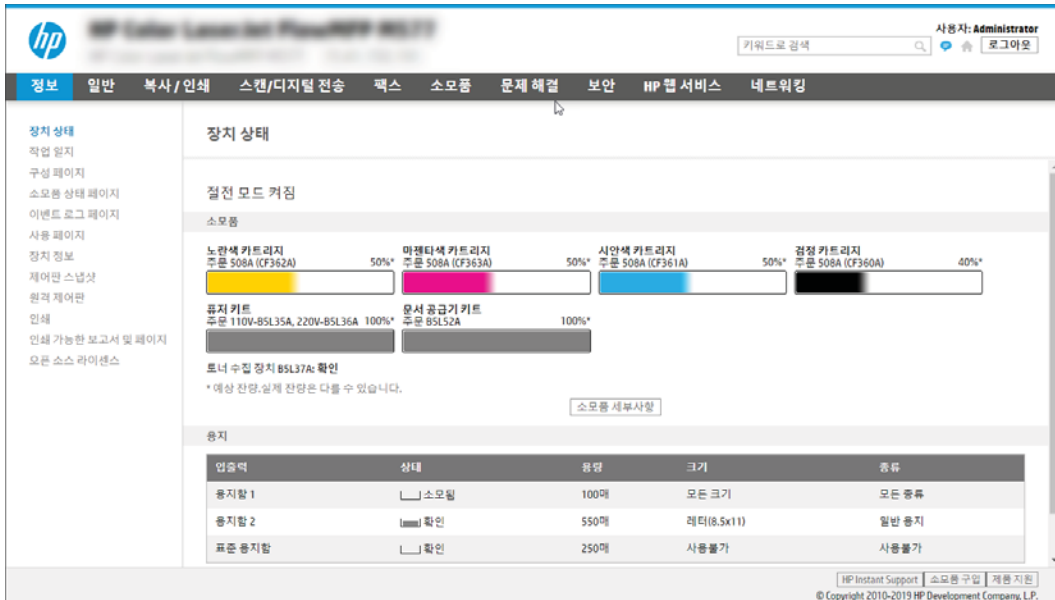 hp
HP Color LaserJet FlowMFP M577
사용자: Administrator
키워드로 검색
로그아웃
정보 일반 복사 / 인쇄 스캔/디지털 전송 팩스 소모품 문제 해결 보안 HP 웹 서비스 네트워킹
장치 상태
작업 일지
구성 페이지
소모품 상태 페이지
이벤트 로그 페이지
사용 페이지
장치 정보
제어판 스냅샷
원격 제어판
인쇄
인쇄 가능한 보고서 및 페이지
오픈 소스 라이센스
장치 상태
절전 모드 켜짐
소모품
노란색 카트리지
주문 508A (CF362A) 50%*
마젠타색 카트리지
주문 508A (CF363A) 50%*
시안색 카트리지
주문 508A (CF361A) 50%*
검정 카트리지
주문 508A (CF360A) 40%*
퓨저 키트
주문 110V-B5L35A, 220V-B5L36A 100%*
문서 공급기 키트
주문 B5L52A 100%*
토너 수집 장치 B5L37A: 확인
* 예상 잔량.실제 잔량은 다를 수 있습니다.
소모품 세부사항
용지
입출력 상태 용량 크기 종류
용지함 1 소모됨 100매 모든 크기 모든 종류
용지함 2 확인 550매 레터(8.5x11) 일반 용지
표준 용지함 확인 250매 사용불가 사용불가
HP Instant Support 소모품 구입 제품 지원
© Copyright 2010-2019 HP Development Company, L.P.